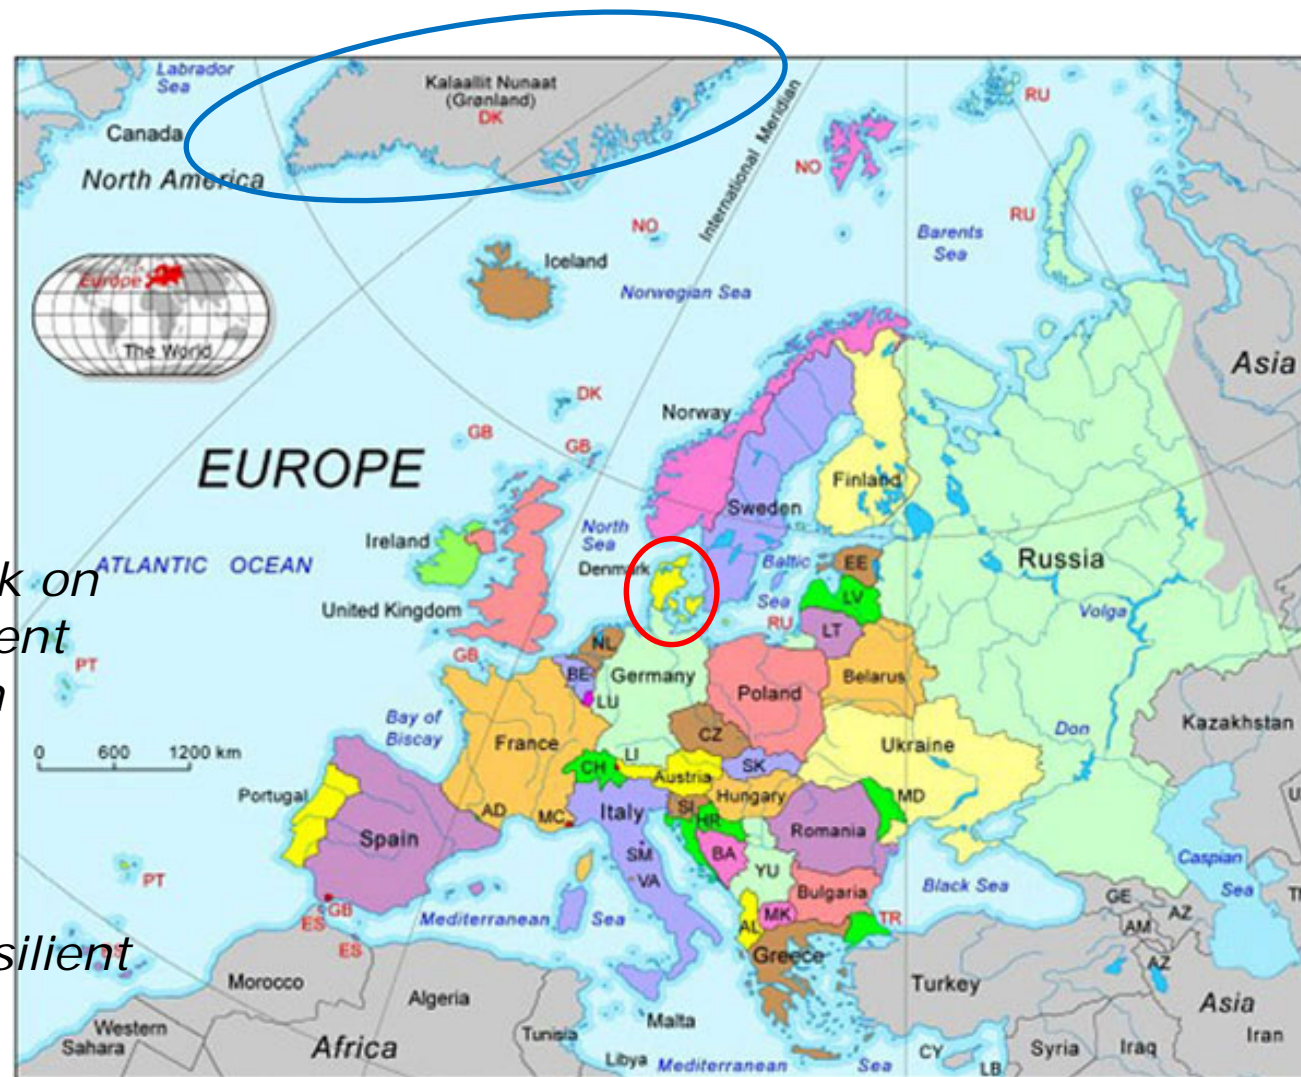 Labrador
Sea
Kalaallit Nunaat
(Grønland)
DK
Canada
North America
International Meridian
RU
NO
RU
NO
Barents
Sea
Iceland
Norwegian Sea
Europe
The World
Asia
DK
Norway
GB
GB
EUROPE
Finland
Sweden
Ireland
North
Sea
Denmark
Baltic
Sea
EE
Russia
ATLANTIC OCEAN
k on
ent
United Kingdom
LV
RU
LT
Volga
NL
GB
PT
BE
Germany
LU
Poland
Belarus
Bay of
Biscay
France
CZ
Don
Kazakhstan
0 600 1200 km
LI
CH
Austria
SK
Ukraine
Portugal
AD
MC
Italy
SI
HR
Hungary
MD
Romania
Spain
SM
VA
BA
YU
Caspian
Sea
PT
GB
ES
ES
Mediterranean Sea
AL
MK
Bulgaria
TR
Black Sea
GE
AZ
AM
AZ
silient
Greece
Morocco
Algeria
Turkey
Asia
Western
Sahara
Africa
Tunisia
Malta
Libya
Mediterranean Sea
CY
LB
Syria
Iraq
Iran